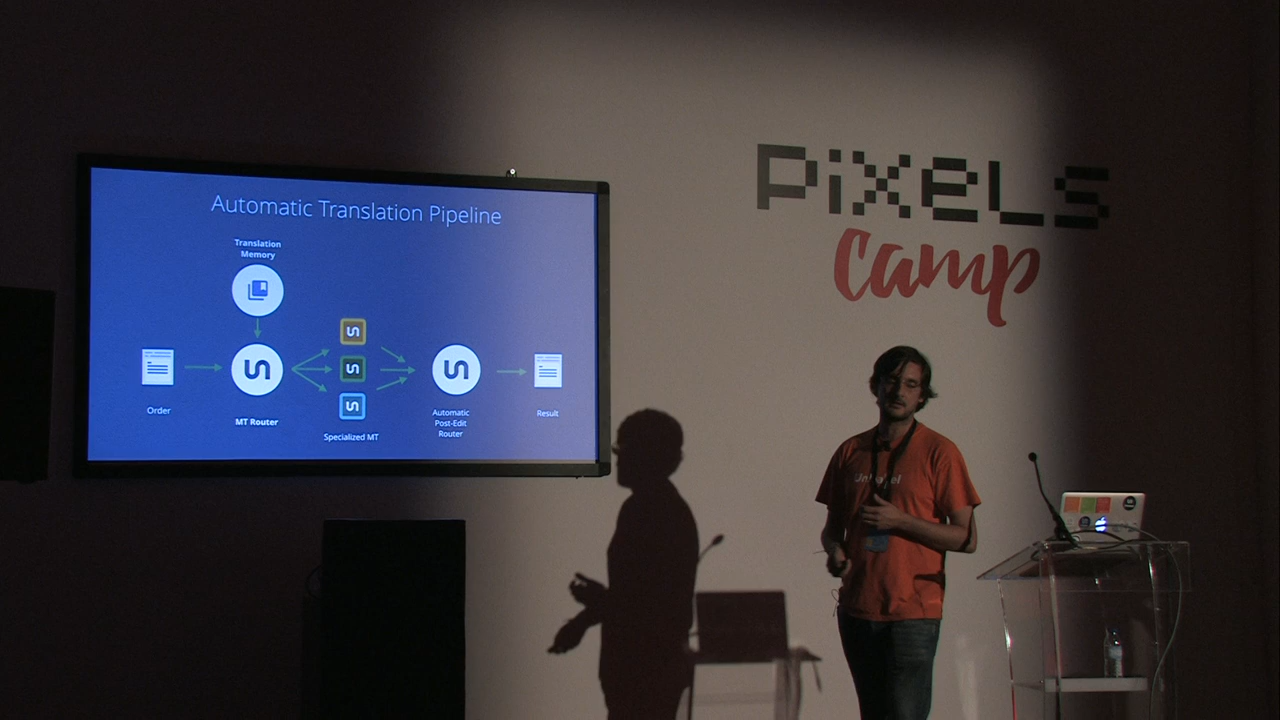 Automatic Translation Pipeline
Translation
Memory
Order
MT Router
Specialized MT
Automatic
Post-Edit
Router
Result
PiXELS
Camp